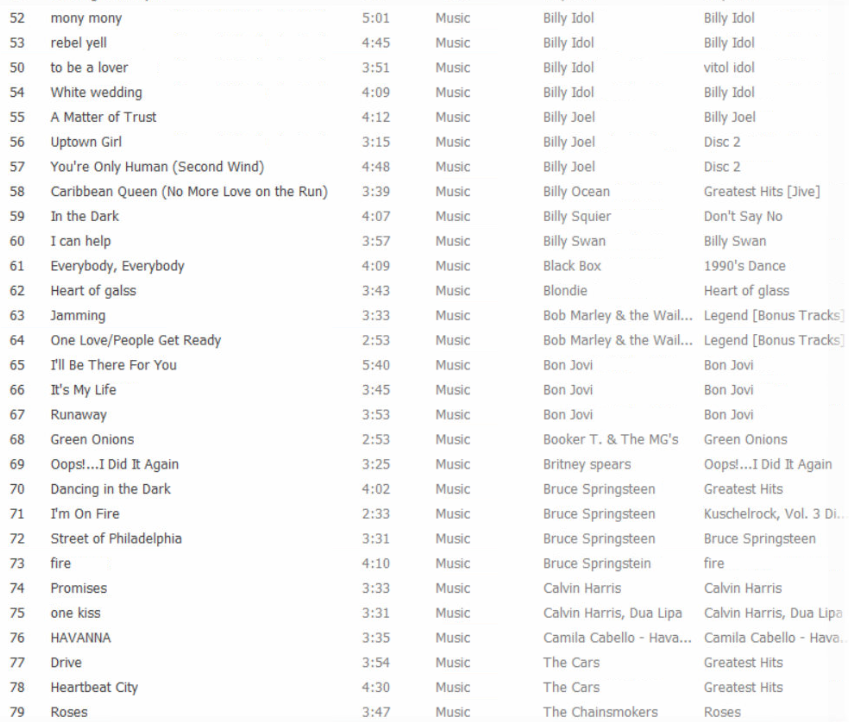 52 mony mony 5:01 Music Billy Idol Billy Idol
53 rebel yell 4:45 Music Billy Idol Billy Idol
50 to be a lover 3:51 Music Billy Idol vitol idol
54 White wedding 4:09 Music Billy Idol Billy Idol
55 A Matter of Trust 4:12 Music Billy Joel Billy Joel
56 Uptown Girl 3:15 Music Billy Joel Disc 2
57 You're Only Human (Second Wind) 4:48 Music Billy Joel Disc 2
58 Caribbean Queen (No More Love on the Run) 3:39 Music Billy Ocean Greatest Hits [Jive]
59 In the Dark 4:07 Music Billy Squier Don't Say No
60 I can help 3:57 Music Billy Swan Billy Swan
61 Everybody, Everybody 4:09 Music Black Box 1990's Dance
62 Heart of galss 3:43 Music Blondie Heart of glass
63 Jamming 3:33 Music Bob Marley & the Wail... Legend [Bonus Tracks]
64 One Love/People Get Ready 2:53 Music Bob Marley & the Wail... Legend [Bonus Tracks]
65 I'll Be There For You 5:40 Music Bon Jovi Bon Jovi
66 It's My Life 3:45 Music Bon Jovi Bon Jovi
67 Runaway 3:53 Music Bon Jovi Bon Jovi
68 Green Onions 2:53 Music Booker T. & The MG's Green Onions
69 Oops!...I Did It Again 3:25 Music Britney spears Oops!...I Did It Again
70 Dancing in the Dark 4:02 Music Bruce Springsteen Greatest Hits
71 I'm On Fire 2:33 Music Bruce Springsteen Kuschelrock, Vol. 3 Di...
72 Street of Philadelphia 3:31 Music Bruce Springsteen Bruce Springsteen
73 fire 4:10 Music Bruce Springstein fire
74 Promises 3:33 Music Calvin Harris Calvin Harris
75 one kiss 3:31 Music Calvin Harris, Dua Lipa Calvin Harris, Dua Lipa
76 HAVANNA 3:35 Music Camila Cabello - Hava... Camila Cabello - Hava...
77 Drive 3:54 Music The Cars Greatest Hits
78 Heartbeat City 4:30 Music The Cars Greatest Hits
79 Roses 3:47 Music The Chainsmokers Roses